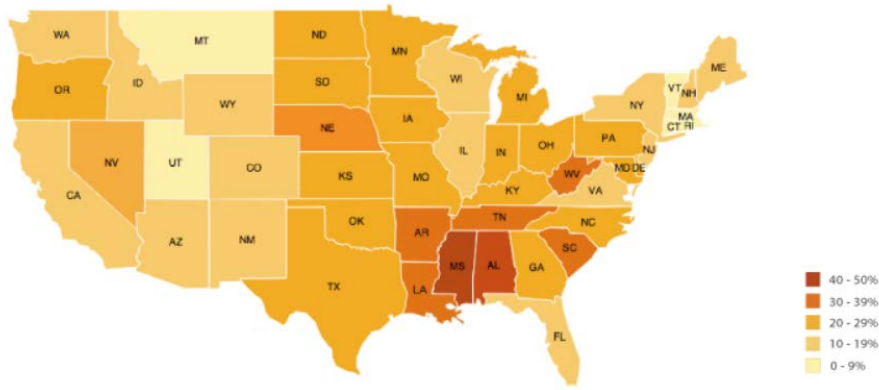 WA
MT
ND
MN
ME
VT
NH
OR
ID
SD
WI
MI
NY
MA
CT RI
WY
NE
IA
PA
NJ
NV
UT
CO
IL
IN
OH
MD DE
WV
VA
CA
KS
MO
KY
AZ
NM
OK
AR
TN
NC
SC
TX
LA
MS
AL
GA
FL
40 - 50%
30 - 39%
20 - 29%
10 - 19%
0 - 9%